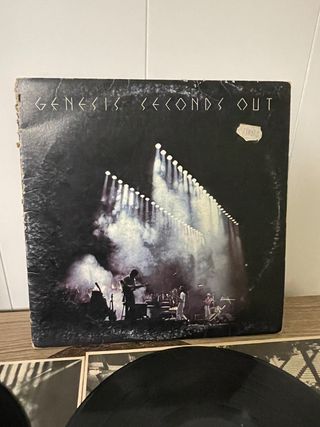 GENESIS SECONDS OUT